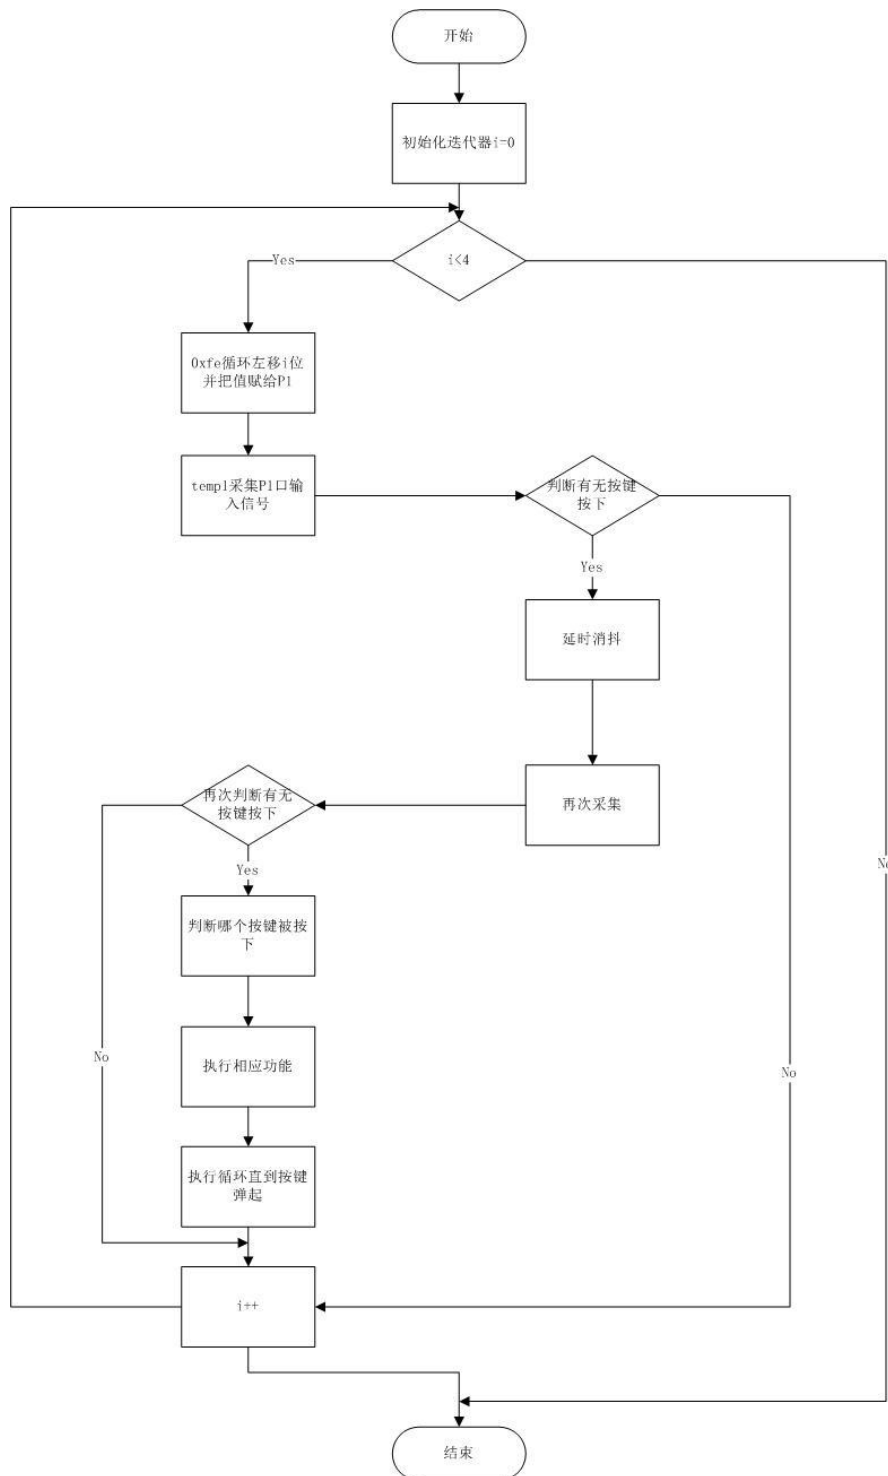 开始
初始化迭代器i=0
i<4
Yes
0xfe循环左移i位
并把值赋给P1
temp1采集P1口输
入信号
判断有无按键
按下
Yes
延时消抖
再次采集
再次判断有无
按键按下
No
Yes
判断哪个按键被按
下
执行相应功能
No
No
执行循环直到按键
弹起
i++
结束